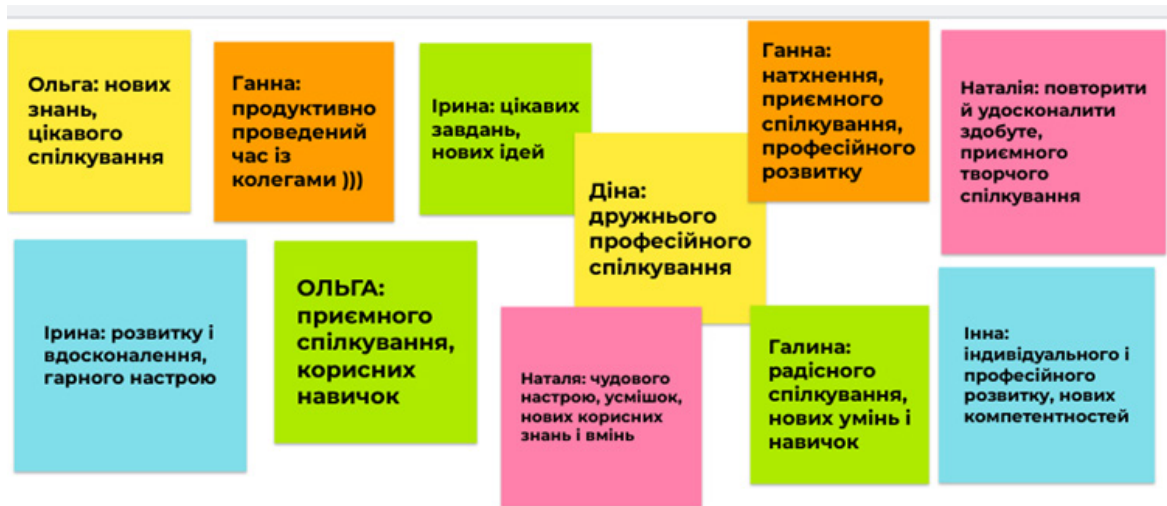 Ольга: нових
знань,
цікавого
спілкування
Ганна:
продуктивно
проведений
час із
колегами )))
Ірина: цікавих
завдань,
нових ідей
Діна:
дружнього
професійного
спілкування
Ганна:
натхнення,
приємного
спілкування,
професійного
розвитку
Наталія: повторити
й удосконалити
здобуте,
приємного
творчого
спілкування
Ірина: розвитку і
вдосконалення,
гарного настрою
ОЛЬГА:
приємного
спілкування,
корисних
навичок
Наталя: чудового
настрою, усмішок,
нових корисних
знань і вмінь
Галина:
радісного
спілкування,
нових умінь і
навичок
Інна:
індивідуального і
професійного
розвитку, нових
компетентностей